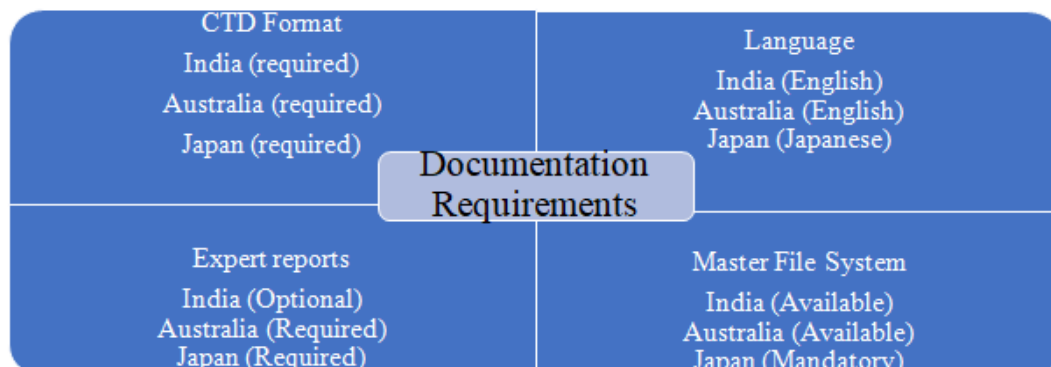 CTD Format
India (required)
Australia (required)
Japan (required)
Language
India (English)
Australia (English)
Japan (Japanese)
Documentation
Requirements
Expert reports
India (Optional)
Australia (Required)
Japan (Required)
Master File System
India (Available)
Australia (Available)
Japan (Mandatory)